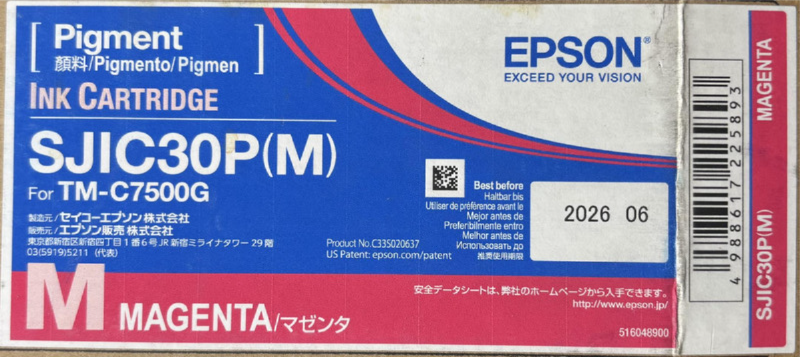 Pigment
顔料/Pigmento/Pigmen
INK CARTRIDGE
SJIC30P(M)
For TM-C7500G
製造元/セイコーエプソン株式会社
販売元/エプソン販売株式会社
東京都新宿区新宿四丁目1番6号 JR新宿ミライナタワー 29階
03(5919)5211 (代表)
M MAGENTA/マゼンタ
EPSON®
EXCEED YOUR VISION
Best before
Haltbar bis
Utiliser de préférence avant le
Mejor antes de
Preferibilmente entro
Melhor antes de
Использовать до
推奨使用期限
2026 06
Product No.C33S020637
US Patent: epson.com/patent
安全データシートは、弊社のホームページから入手できます。
http://www.epson.jp/
516048900
MAGENTA
4988617225893
SJIC30P(M)